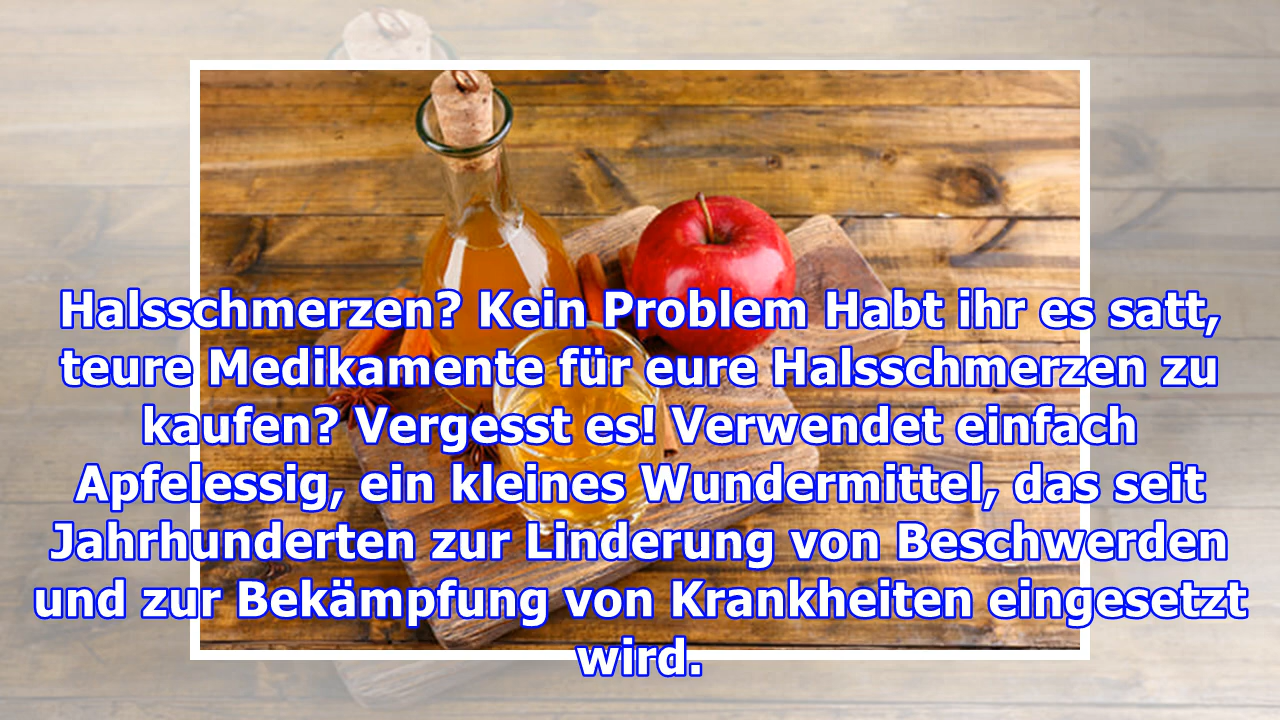 Halsschmerzen? Kein Problem Habt ihr es satt,
teure Medikamente für eure Halsschmerzen zu
kaufen? Vergesst es! Verwendet einfach
Apfelessig, ein kleines Wundermittel, das seit
Jahrhunderten zur Linderung von Beschwerden
und zur Bekämpfung von Krankheiten eingesetzt
wird.